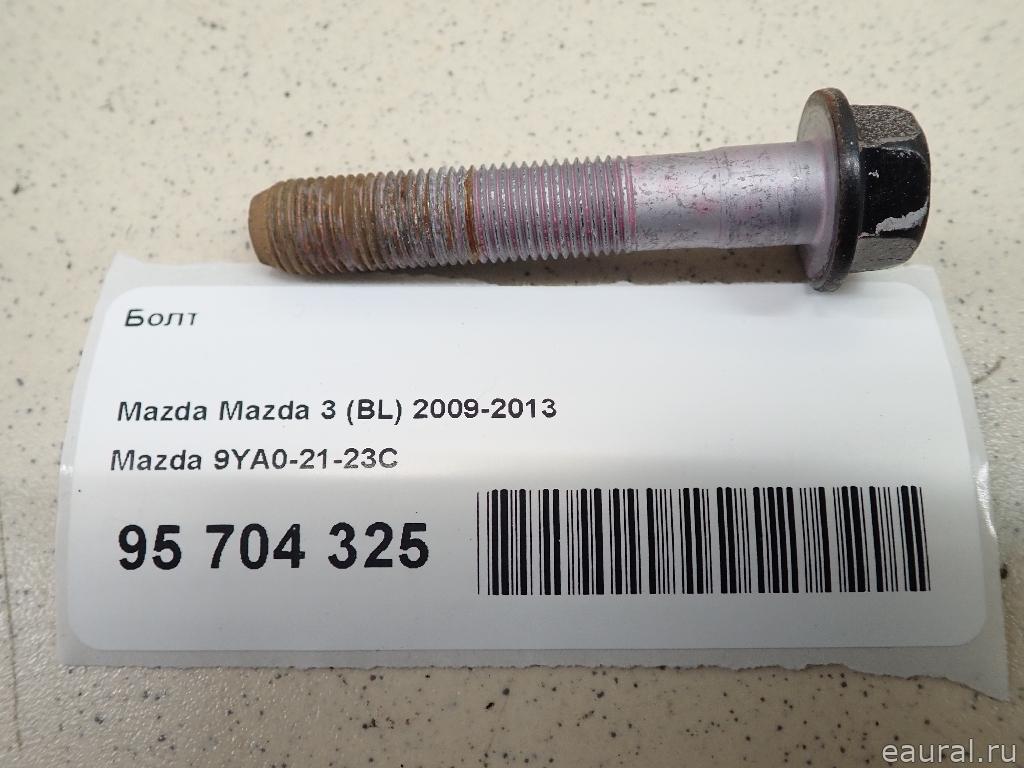 Болт
Mazda Mazda 3 (BL) 2009-2013
Mazda 9YA0-21-23C
95 704 325
eaural.ru